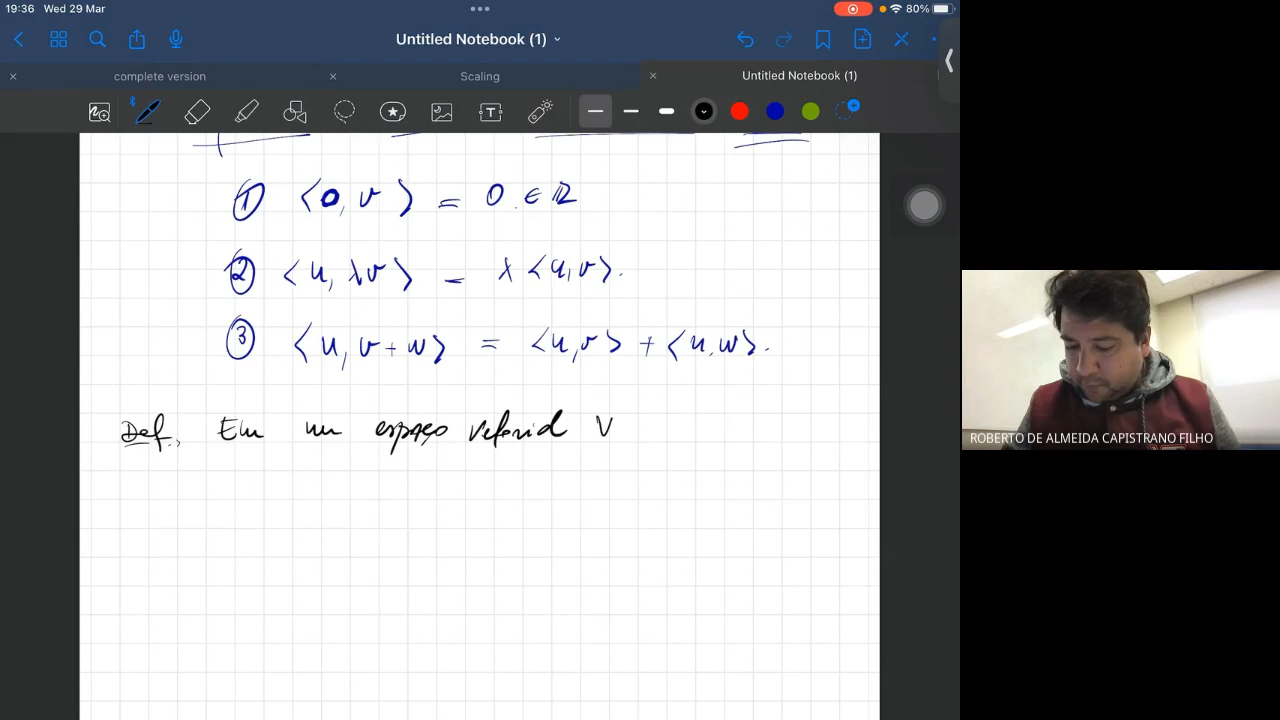 19:36 Wed 29 Mar
80%
Untitled Notebook (1)
complete version
Scaling
Untitled Notebook (1)
① ⟨0, v⟩ = 0 ∈ ℝ
② ⟨u, λv⟩ = λ⟨u, v⟩.
③ ⟨u, v + w⟩ = ⟨u, v⟩ + ⟨u, w⟩.
Def. Em um espaço vetorial V
ROBERTO DE ALMEIDA CAPISTRANO FILHO